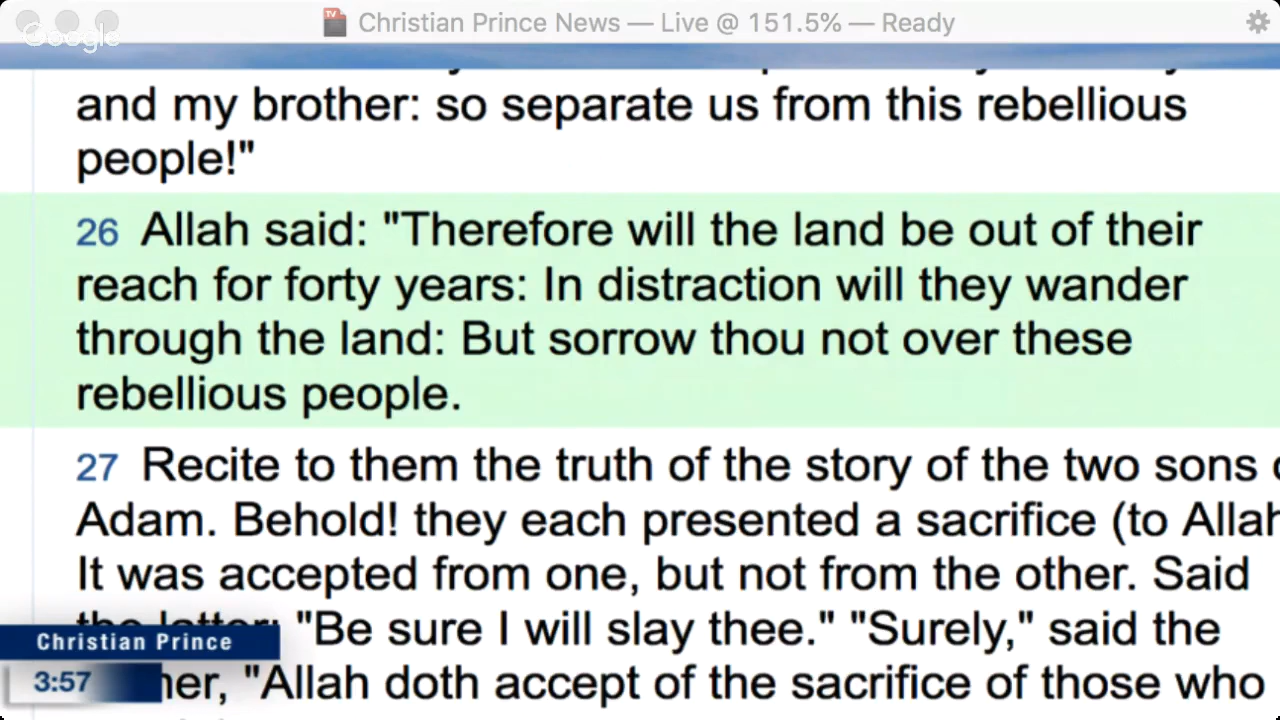 Christian Prince News — Live @ 151.5% — Ready
Google
and my brother: so separate us from this rebellious
people!"
26 Allah said: "Therefore will the land be out of their
reach for forty years: In distraction will they wander
through the land: But sorrow thou not over these
rebellious people.
27 Recite to them the truth of the story of the two sons
Adam. Behold! they each presented a sacrifice (to Allah
It was accepted from one, but not from the other. Said
the latter: "Be sure I will slay thee." "Surely," said the
Christian Prince
3:57
her, "Allah doth accept of the sacrifice of those who